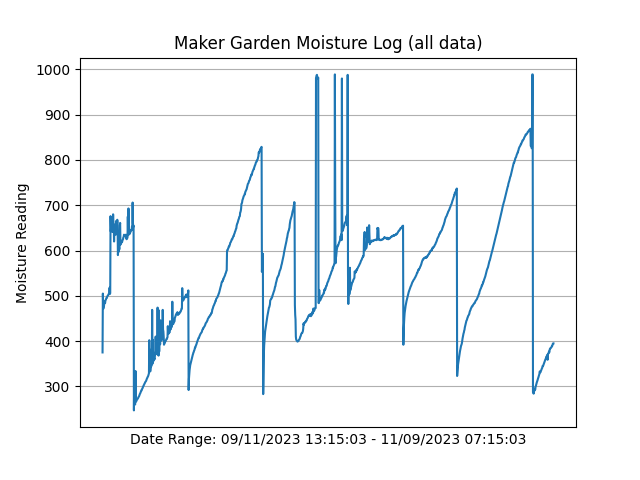 Maker Garden Moisture Log (all data)
1000
900
800
700
600
500
400
300
Moisture Reading
Date Range: 09/11/2023 13:15:03 - 11/09/2023 07:15:03